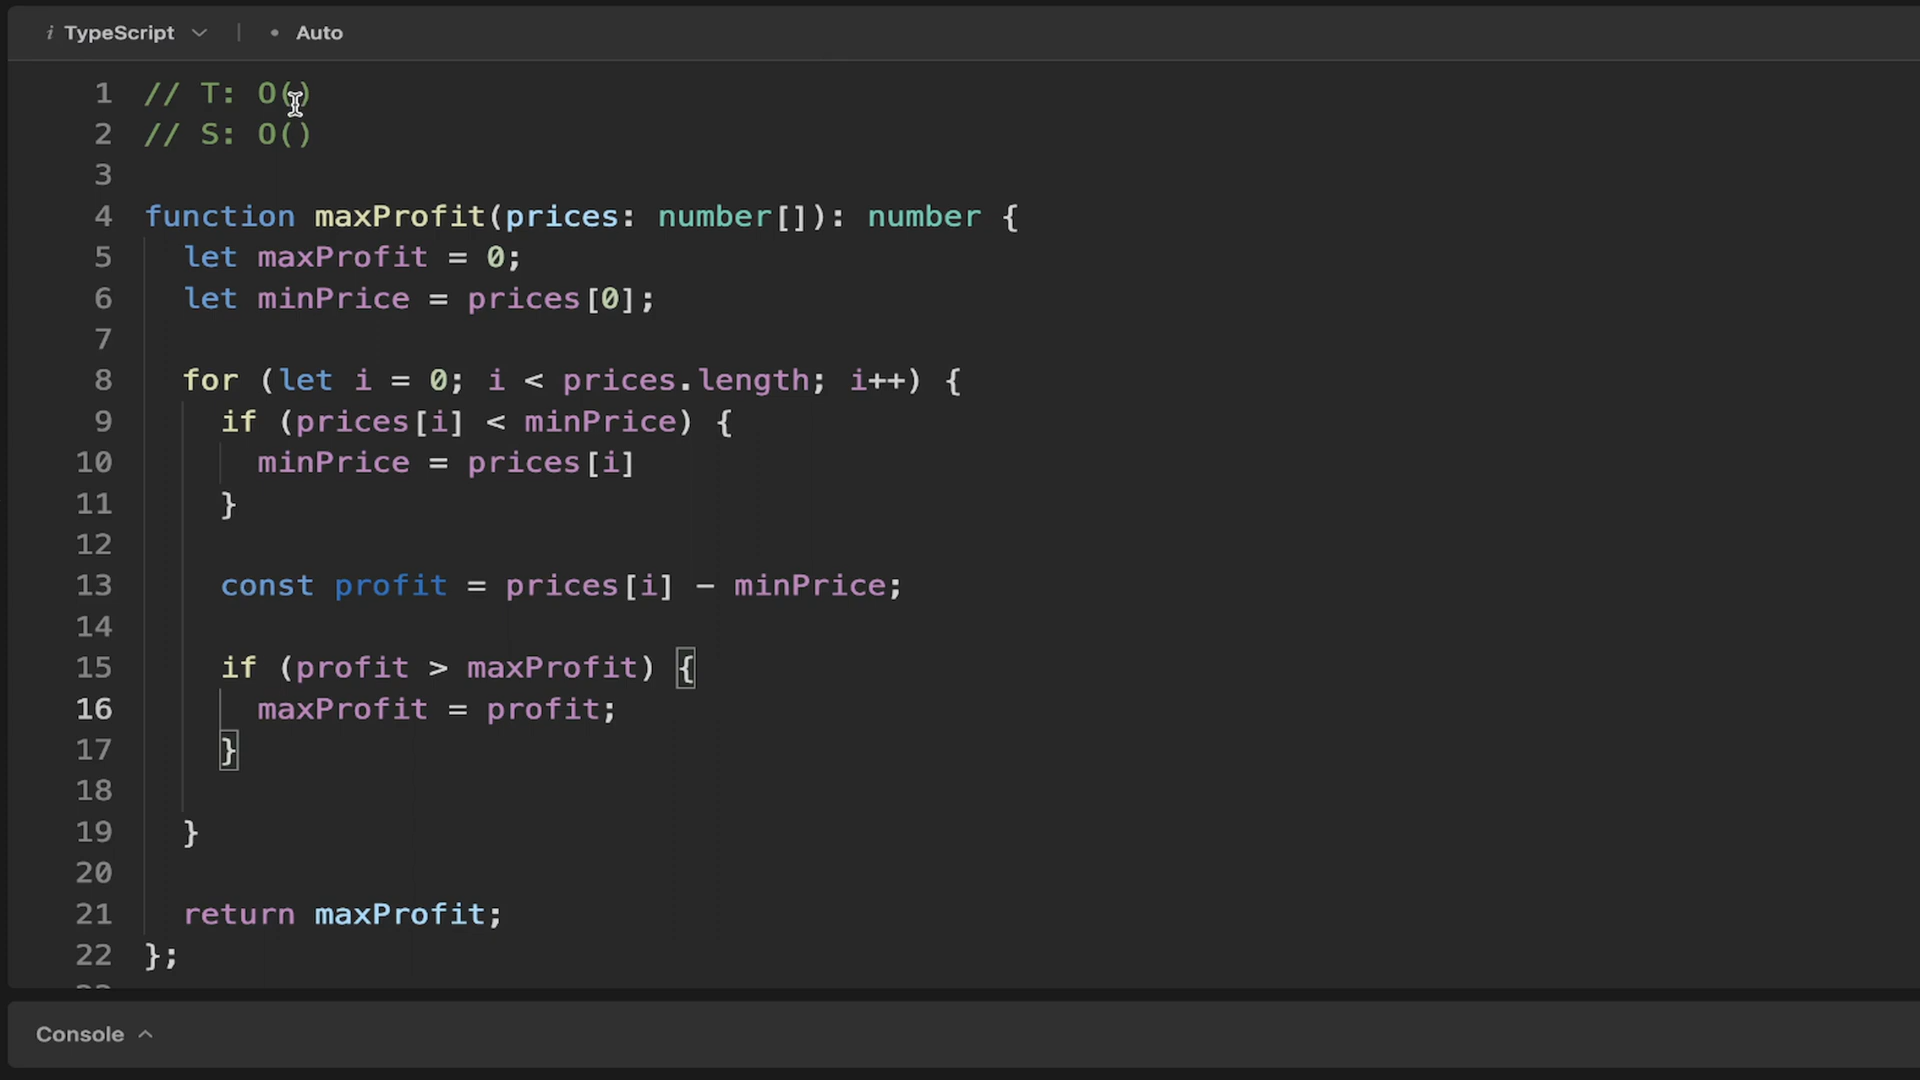 i TypeScript • Auto
1 // T: O()
2 // S: O()
3
4 function maxProfit(prices: number[]): number {
5 let maxProfit = 0;
6 let minPrice = prices[0];
7
8 for (let i = 0; i < prices.length; i++) {
9 if (prices[i] < minPrice) {
10 minPrice = prices[i]
11 }
12
13 const profit = prices[i] - minPrice;
14
15 if (profit > maxProfit) {
16 maxProfit = profit;
17 }
18
19 }
20
21 return maxProfit;
22 };
Console